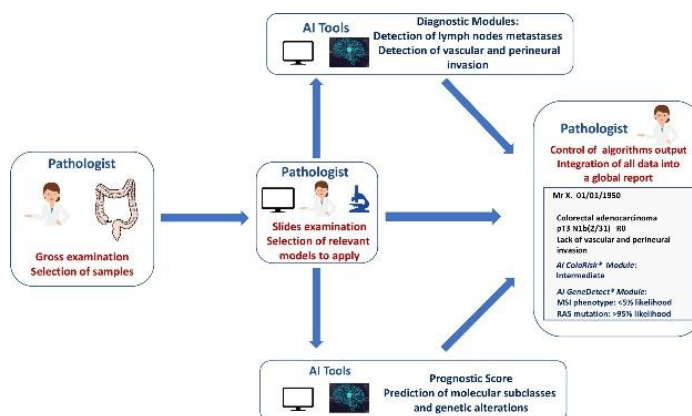 AI Tools
Diagnostic Modules:
Detection of lymph nodes metastases
Detection of vascular and perineural
invasion
Pathologist
Gross examination
Selection of samples
Pathologist
Slides examination
Selection of relevant
models to apply
AI Tools
Prognostic Score
Prediction of molecular subclasses
and genetic alterations
Pathologist
Control of algorithms output
Integration of all data into
a global report
Mr X. 01/01/1950
Colorectal adenocarcinoma
pT3 N1b(2/31) R0
Lack of vascular and perineural
invasion
AI ColoRisk® Module:
Intermediate
AI GeneDetect® Module:
MSI phenotype: <5% likelihood
RAS mutation: >95% likelihood